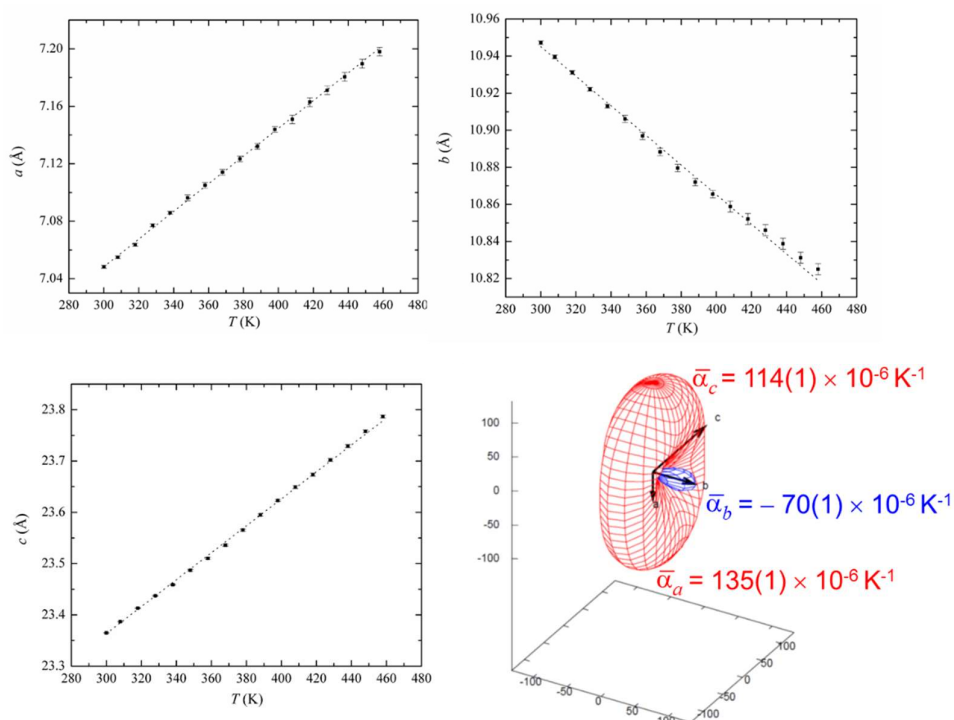 7.20
7.16
7.12
7.08
7.04
a (Å)
280 300 320 340 360 380 400 420 440 460 480
T (K)
10.96
10.94
10.92
10.90
10.88
10.86
10.84
10.82
b (Å)
280 300 320 340 360 380 400 420 440 460 480
T (K)
23.8
23.7
23.6
23.5
23.4
23.3
c (Å)
280 300 320 340 360 380 400 420 440 460 480
T (K)
ᾱc = 114(1) × 10-6 K-1
c
100
50
0
-50
-100
b
a
ᾱb = – 70(1) × 10-6 K-1
ᾱa = 135(1) × 10-6 K-1
-100
-50
0
50
100
-100
-50
0
50
100